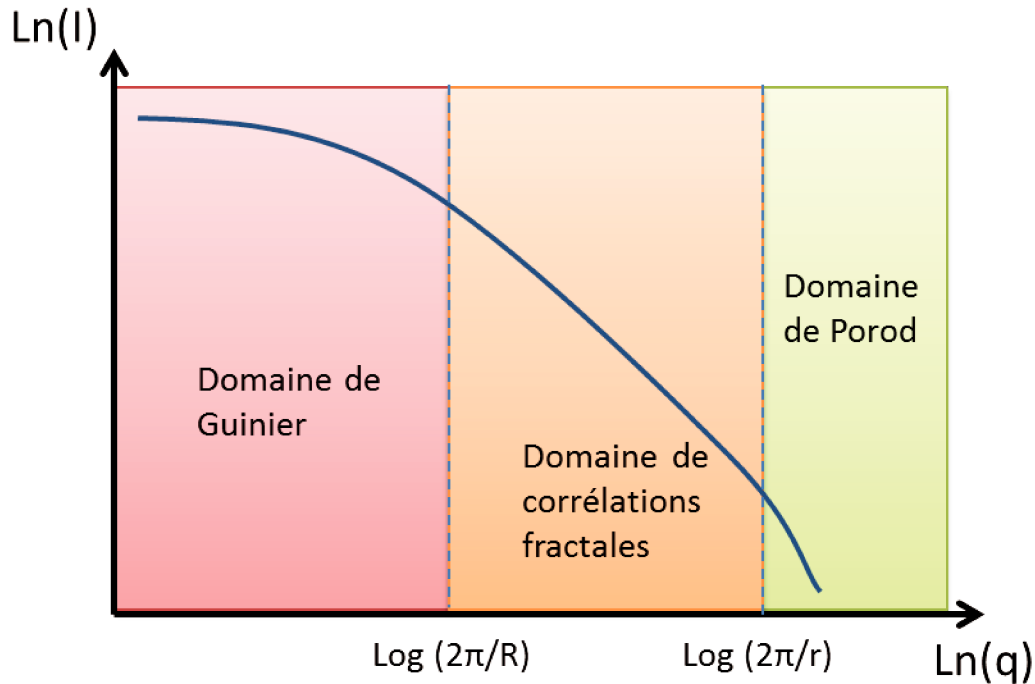 Ln(I)
Domaine
de Porod
Domaine de
Guinier
Domaine de
corrélations
fractales
Log (2π/R)
Log (2π/r)
Ln(q)